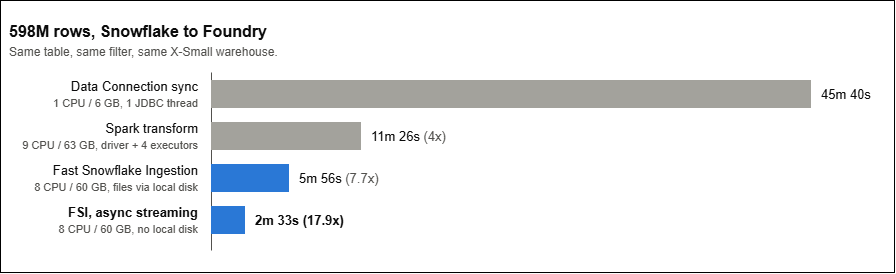 598M rows, Snowflake to Foundry
Same table, same filter, same X-Small warehouse.
Data Connection sync
1 CPU / 6 GB, 1 JDBC thread
45m 40s
Spark transform
9 CPU / 63 GB, driver + 4 executors
11m 26s (4x)
Fast Snowflake Ingestion
8 CPU / 60 GB, files via local disk
5m 56s (7.7x)
FSI, async streaming
8 CPU / 60 GB, no local disk
2m 33s (17.9x)